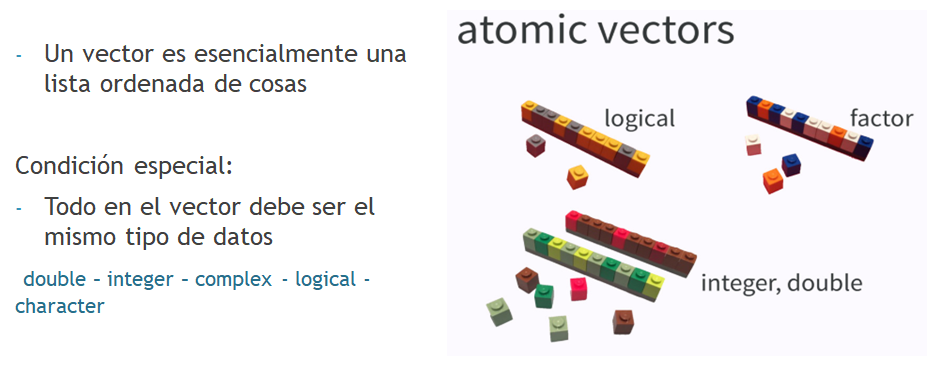 - Un vector es esencialmente una
lista ordenada de cosas
Condición especial:
- Todo en el vector debe ser el
mismo tipo de datos
double – integer – complex - logical -
character
atomic vectors
logical
factor
integer, double